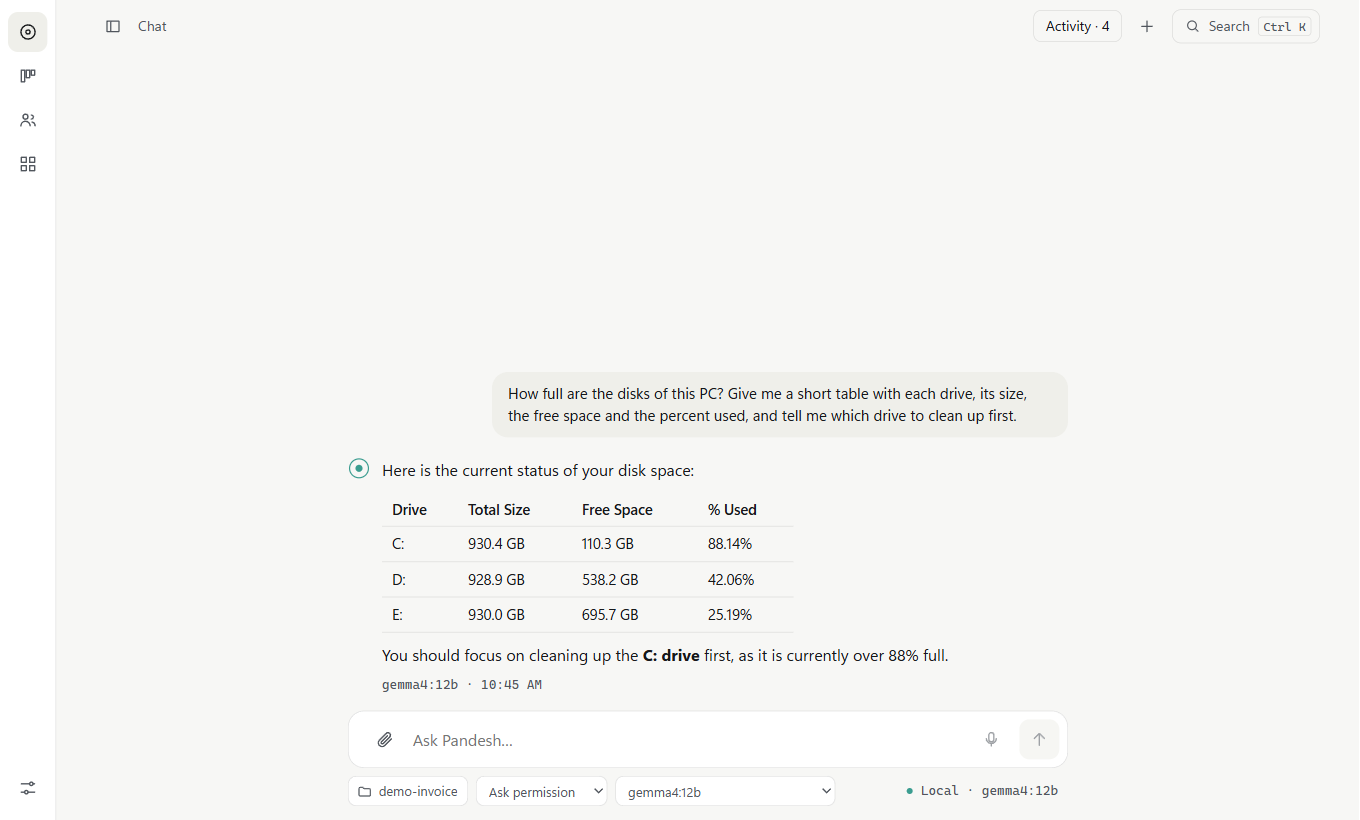 Chat
Activity · 4
Search Ctrl K
How full are the disks of this PC? Give me a short table with each drive, its size,
the free space and the percent used, and tell me which drive to clean up first.
Here is the current status of your disk space:
Drive Total Size Free Space % Used
C: 930.4 GB 110.3 GB 88.14%
D: 928.9 GB 538.2 GB 42.06%
E: 930.0 GB 695.7 GB 25.19%
You should focus on cleaning up the C: drive first, as it is currently over 88% full.
gemma4:12b · 10:45 AM
Ask Pandesh...
demo-invoice Ask permission gemma4:12b Local · gemma4:12b